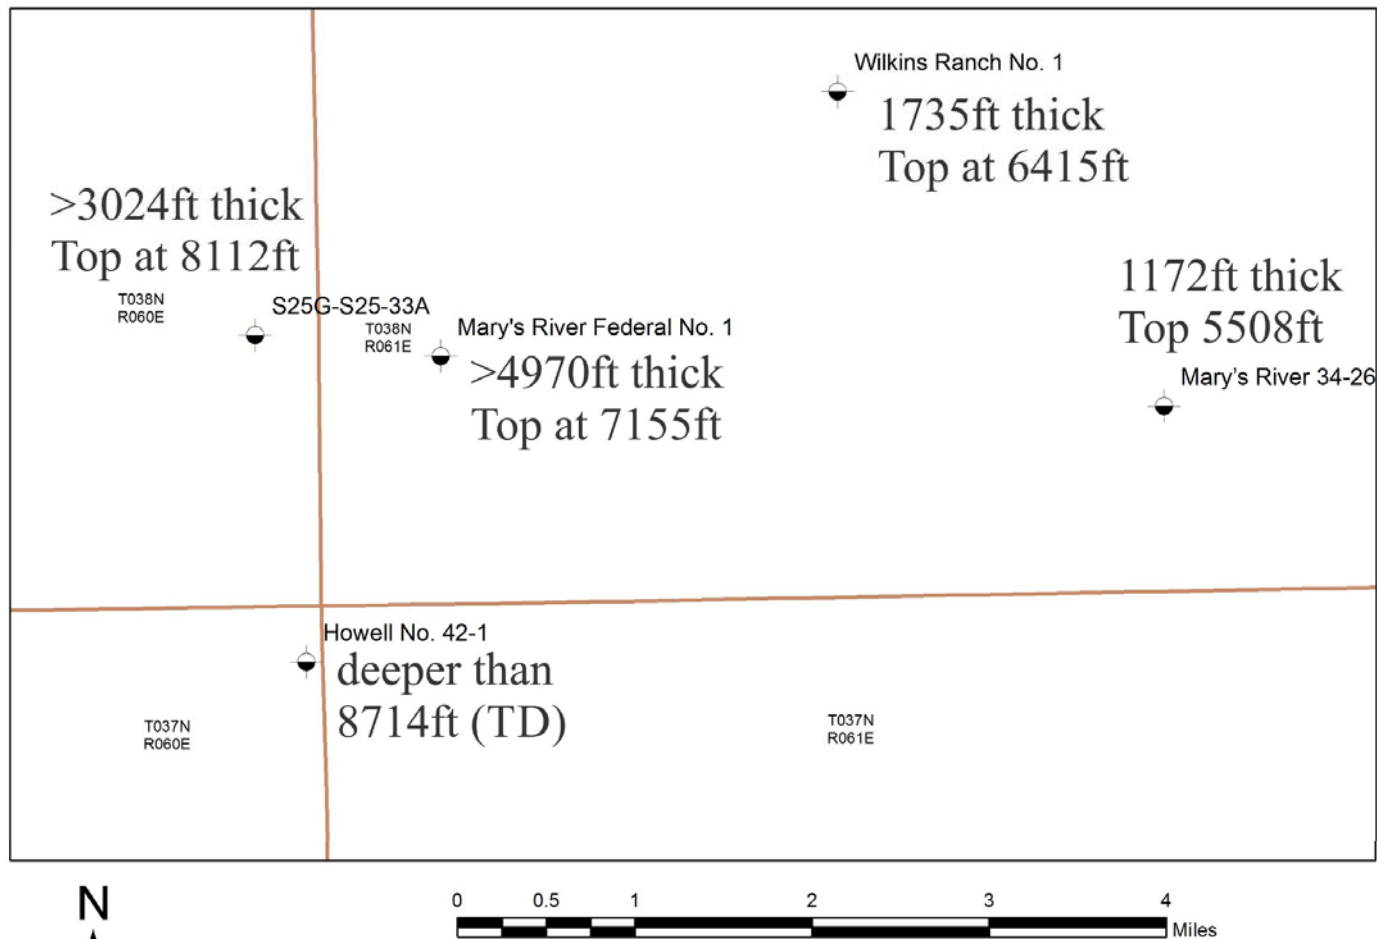 Wilkins Ranch No. 1
1735ft thick
Top at 6415ft
>3024ft thick
Top at 8112ft
T038N
R060E
S25G-S25-33A
T038N
R061E
Mary's River Federal No. 1
>4970ft thick
Top at 7155ft
1172ft thick
Top 5508ft
Mary’s River 34-26
Howell No. 42-1
deeper than
8714ft (TD)
T037N
R060E
T037N
R061E
N
0 0.5 1 2 3 4
Miles